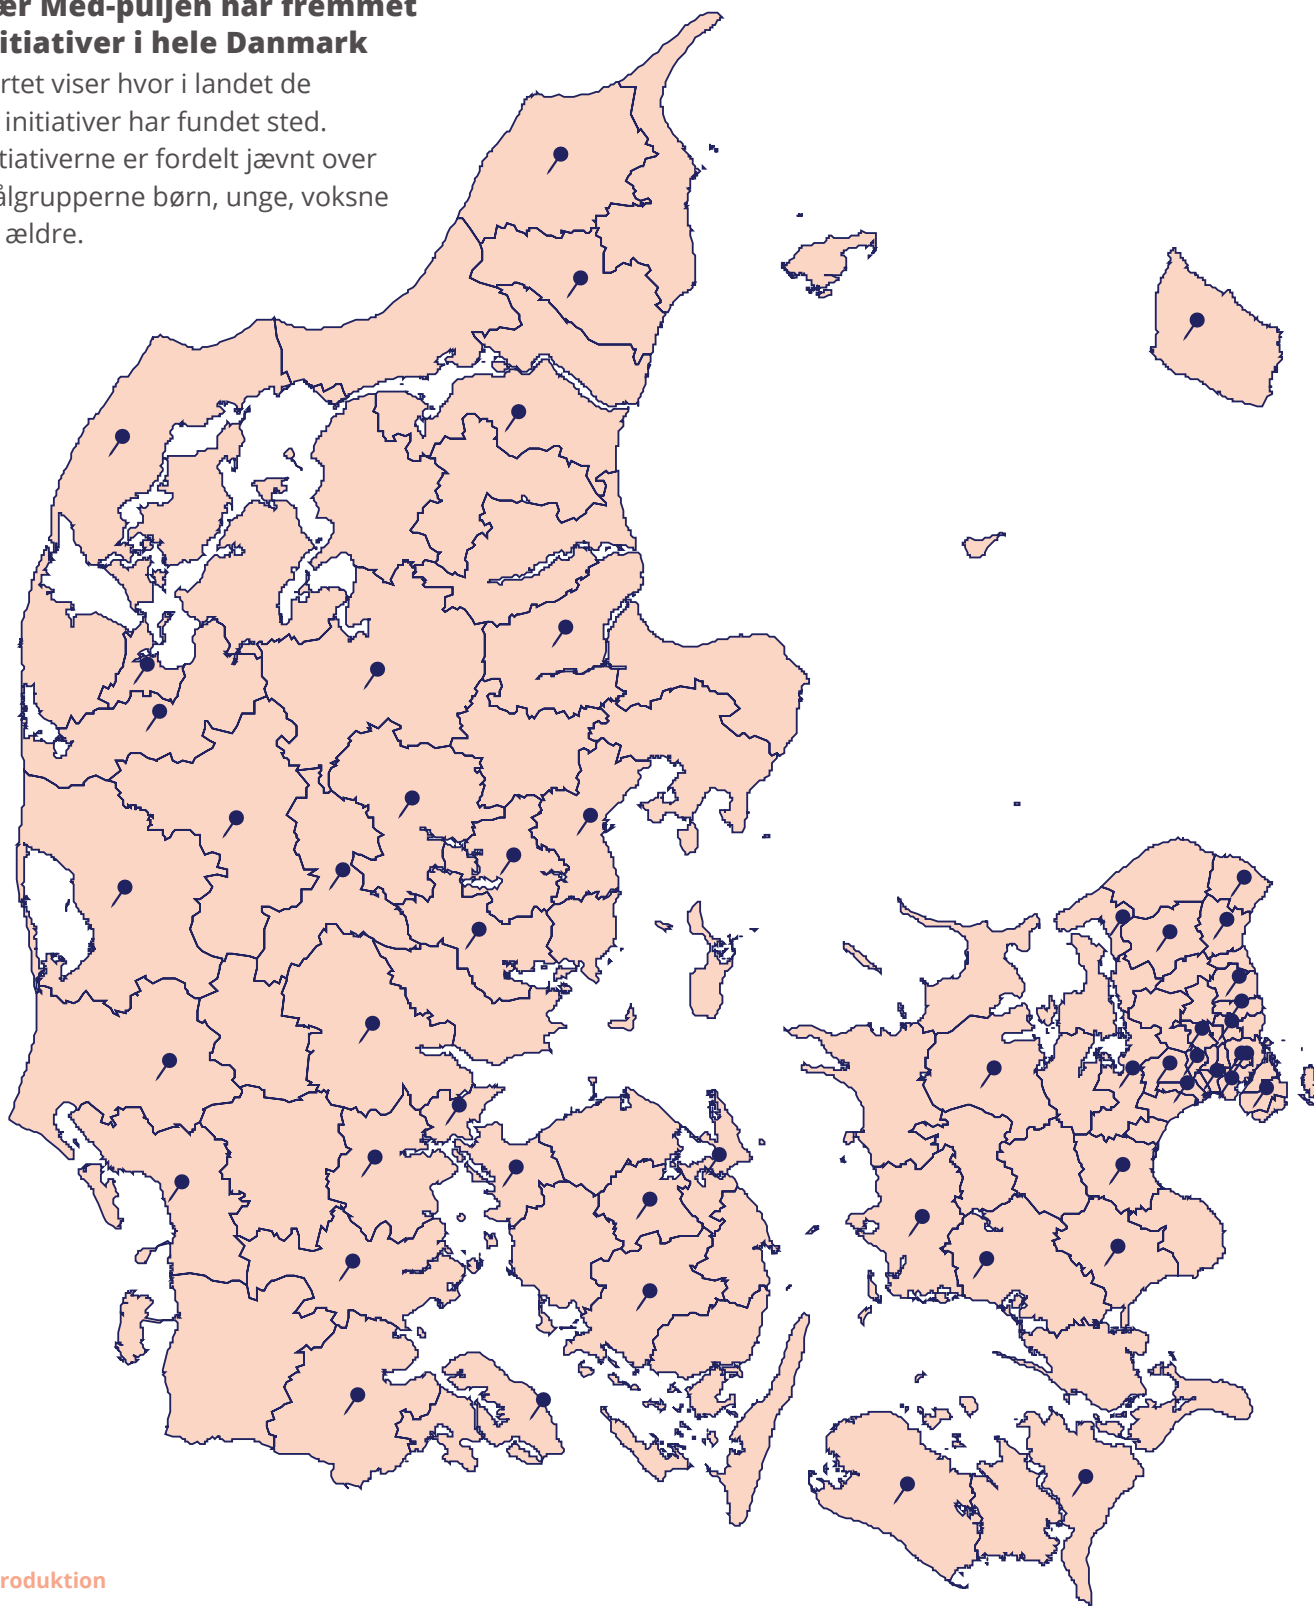 ær Med-puljen har fremmet
itiativer i hele Danmark
rtet viser hvor i landet de
initiativer har fundet sted.
tiativerne er fordelt jævnt over
ålgrupperne børn, unge, voksne
ældre.
roduktion